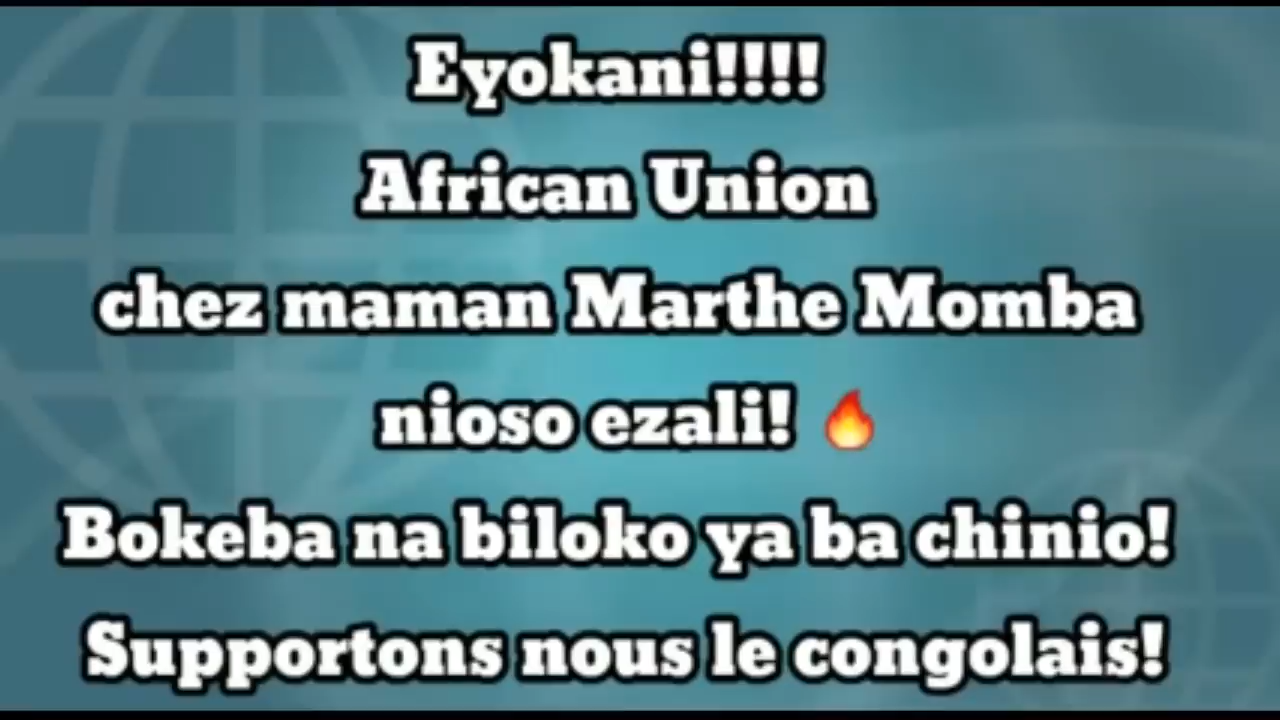 Eyokani!!!!
African Union
chez maman Marthe Momba
nioso ezali! 🔥
Bokeba na biloko ya ba chinio!
Supportons nous le congolais!